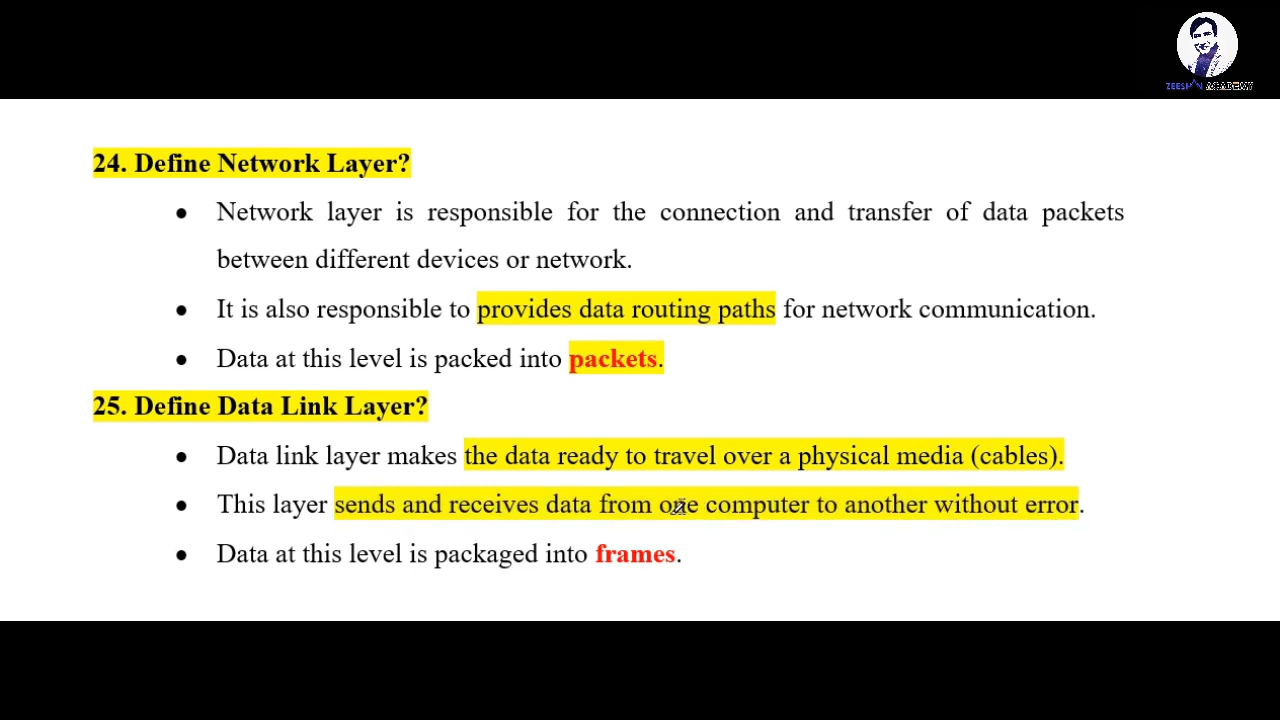 ZEESHAN ACADEMY
24. Define Network Layer?
● Network layer is responsible for the connection and transfer of data packets
between different devices or network.
● It is also responsible to provides data routing paths for network communication.
● Data at this level is packed into packets.
25. Define Data Link Layer?
● Data link layer makes the data ready to travel over a physical media (cables).
● This layer sends and receives data from one computer to another without error.
● Data at this level is packaged into frames.